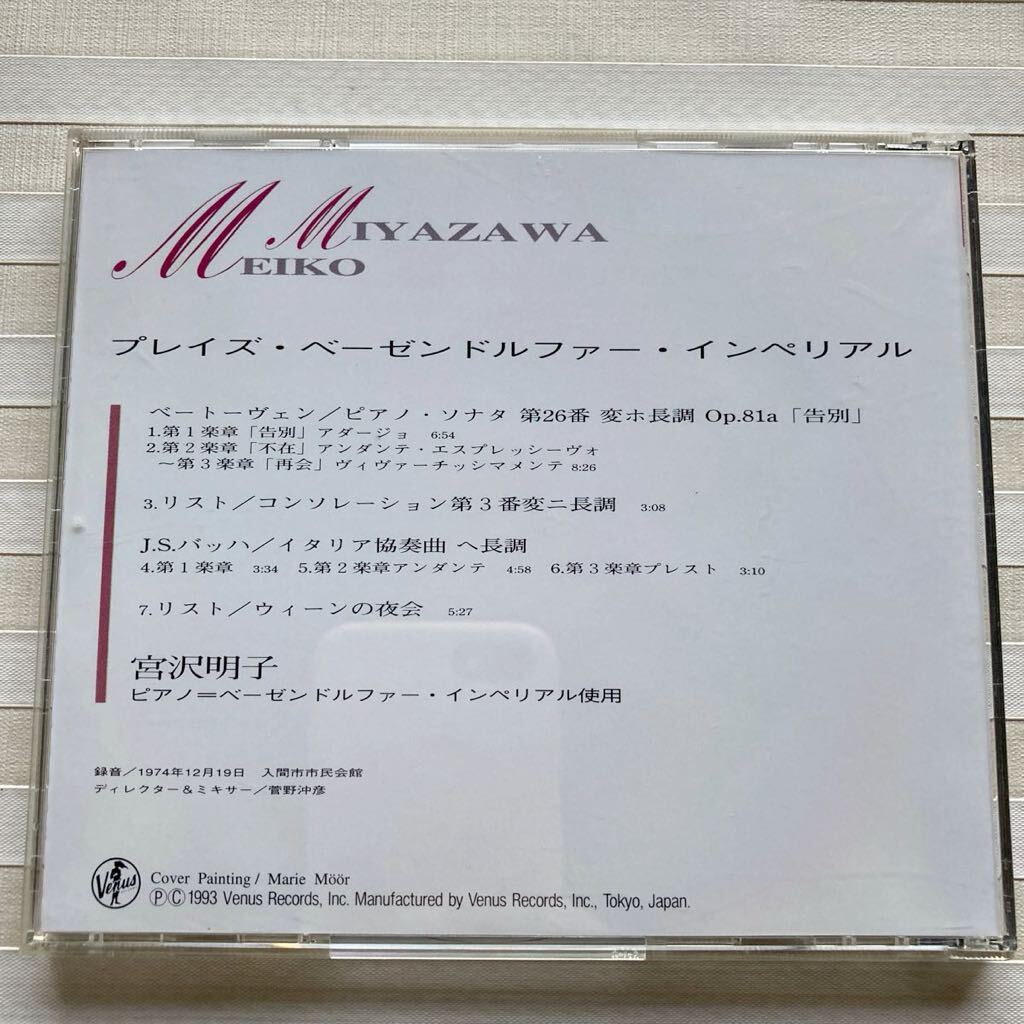 MIYAZAWA
MEIKO
プレイズ・ベーゼンドルファー・インペリアル
ベートーヴェン／ピアノ・ソナタ 第26番 変ホ長調 Op.81a「告別」
1.第1楽章「告別」アダージョ 6:54
2.第2楽章「不在」アンダンテ・エスプレッシーヴォ
～第3楽章「再会」ヴィヴァーチッシマメンテ 8:26
3.リスト／コンソレーション第3番変ニ長調 3:08
J.S.バッハ／イタリア協奏曲 ヘ長調
4.第1楽章 3:34 5.第2楽章アンダンテ 4:58 6.第3楽章プレスト 3:10
7.リスト／ウィーンの夜会 5:27
宮沢明子
ピアノ＝ベーゼンドルファー・インペリアル使用
録音／1974年12月19日 入間市市民会館
ディレクター＆ミキサー／菅野沖彦
Venus
Cover Painting / Marie Möör
ⓅⒸ1993 Venus Records, Inc. Manufactured by Venus Records, Inc., Tokyo, Japan.